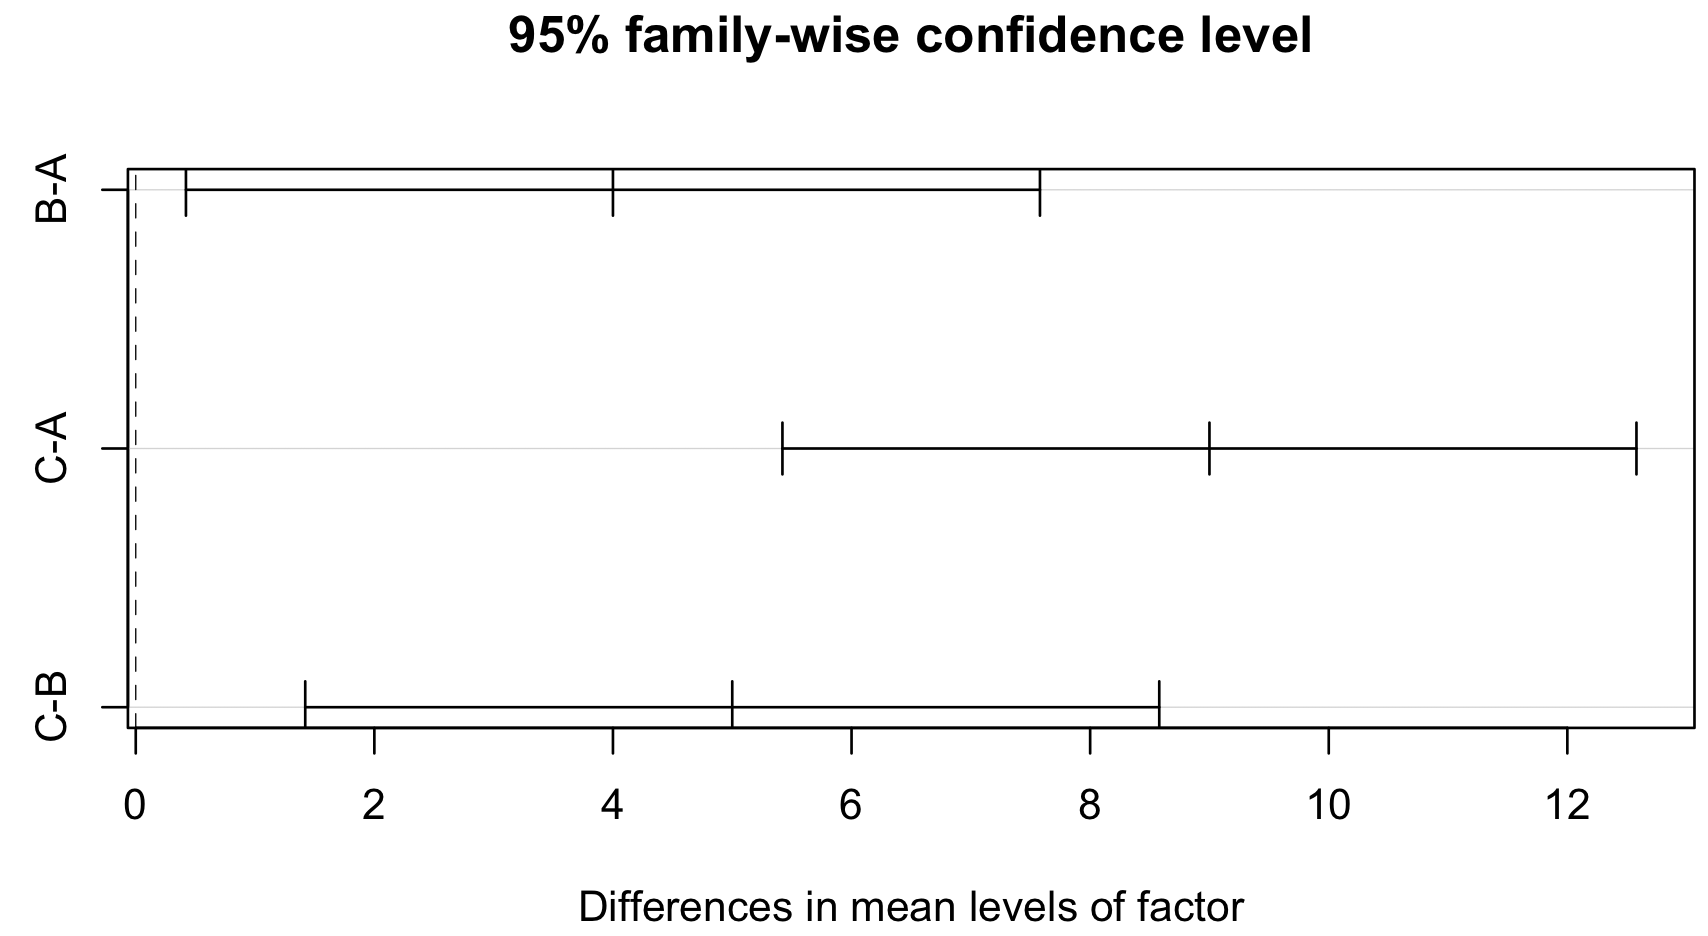 95% family-wise confidence level
B-A
C-A
C-B
0 2 4 6 8 10 12
Differences in mean levels of factor